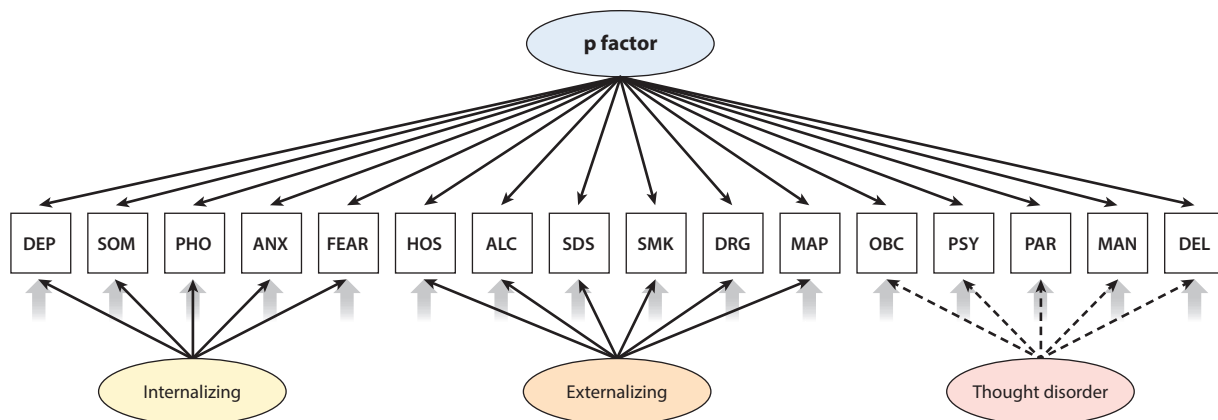 p factor
DEP SOM PHO ANX FEAR HOS ALC SDS SMK DRG MAP OBC PSY PAR MAN DEL
Internalizing Externalizing Thought disorder